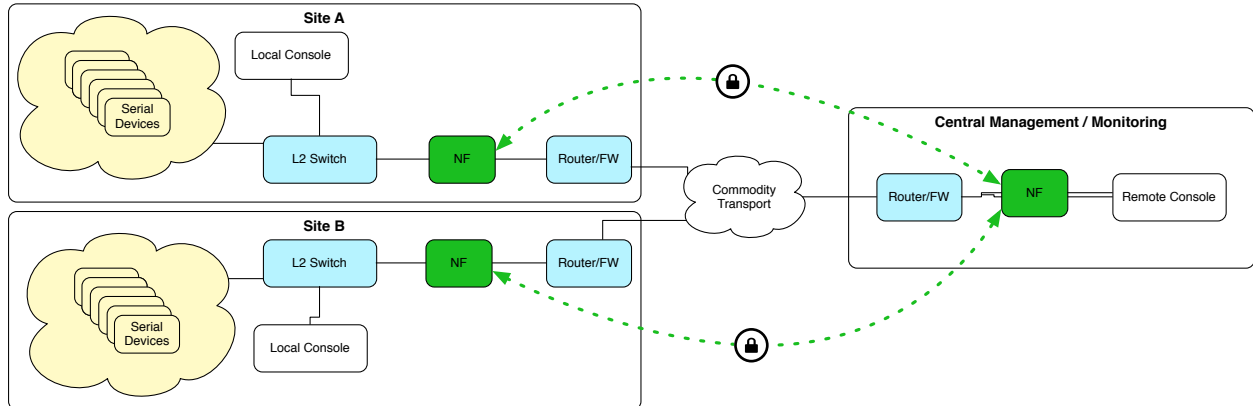 Site A
Local Console
Serial
Devices
L2 Switch
NF
Router/FW
Commodity
Transport
Central Management / Monitoring
Router/FW
NF
Remote Console
Site B
Serial
Devices
L2 Switch
NF
Router/FW
Local Console